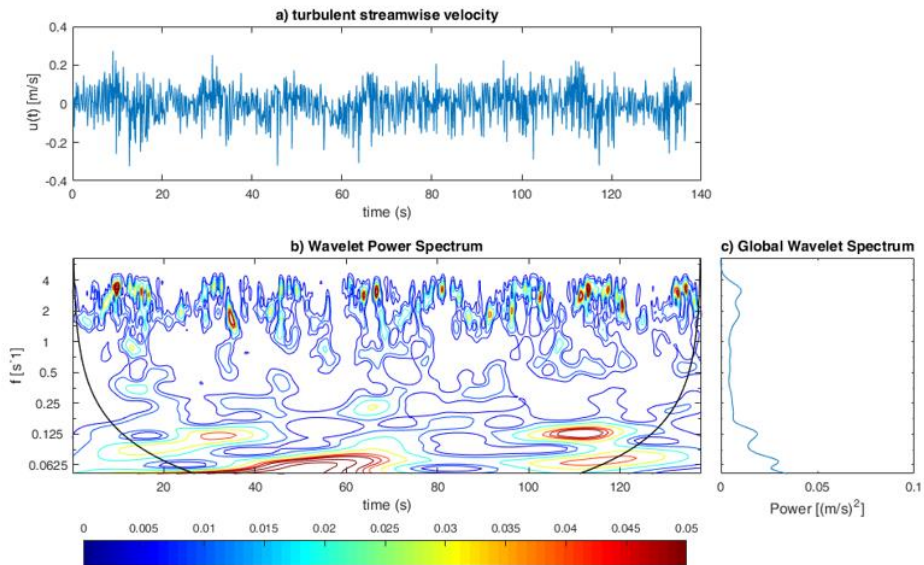 a) turbulent streamwise velocity
0.4
0.2
0
-0.2
-0.4
u(t) [m/s]
0 20 40 60 80 100 120 140
time (s)
b) Wavelet Power Spectrum
4
2
1
0.5
0.25
0.125
0.0625
f [s^-1]
20 40 60 80 100 120
time (s)
c) Global Wavelet Spectrum
0 0.05 0.1
Power [(m/s)²]
0 0.005 0.01 0.015 0.02 0.025 0.03 0.035 0.04 0.045 0.05